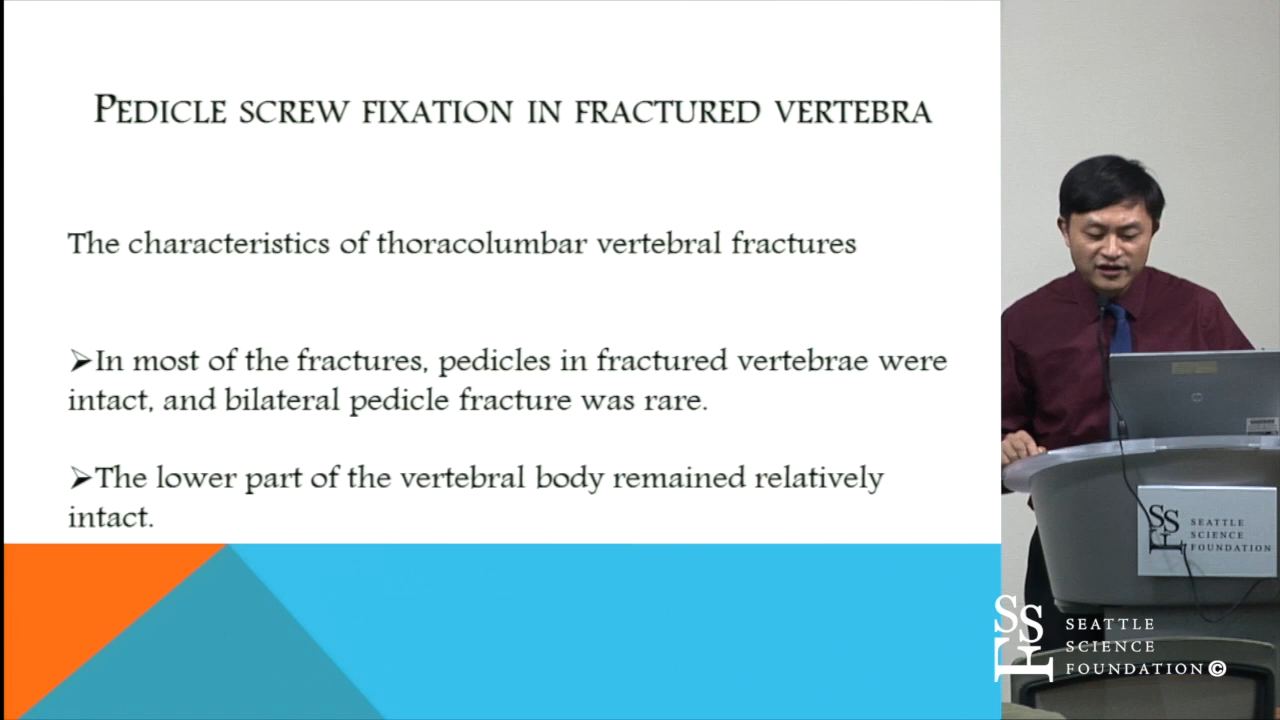 PEDICLE SCREW FIXATION IN FRACTURED VERTEBRA
The characteristics of thoracolumbar vertebral fractures
➢In most of the fractures, pedicles in fractured vertebrae were
intact, and bilateral pedicle fracture was rare.
➢The lower part of the vertebral body remained relatively
intact.
SSF
SEATTLE
SCIENCE
FOUNDATION
SSF
SEATTLE
SCIENCE
FOUNDATION©